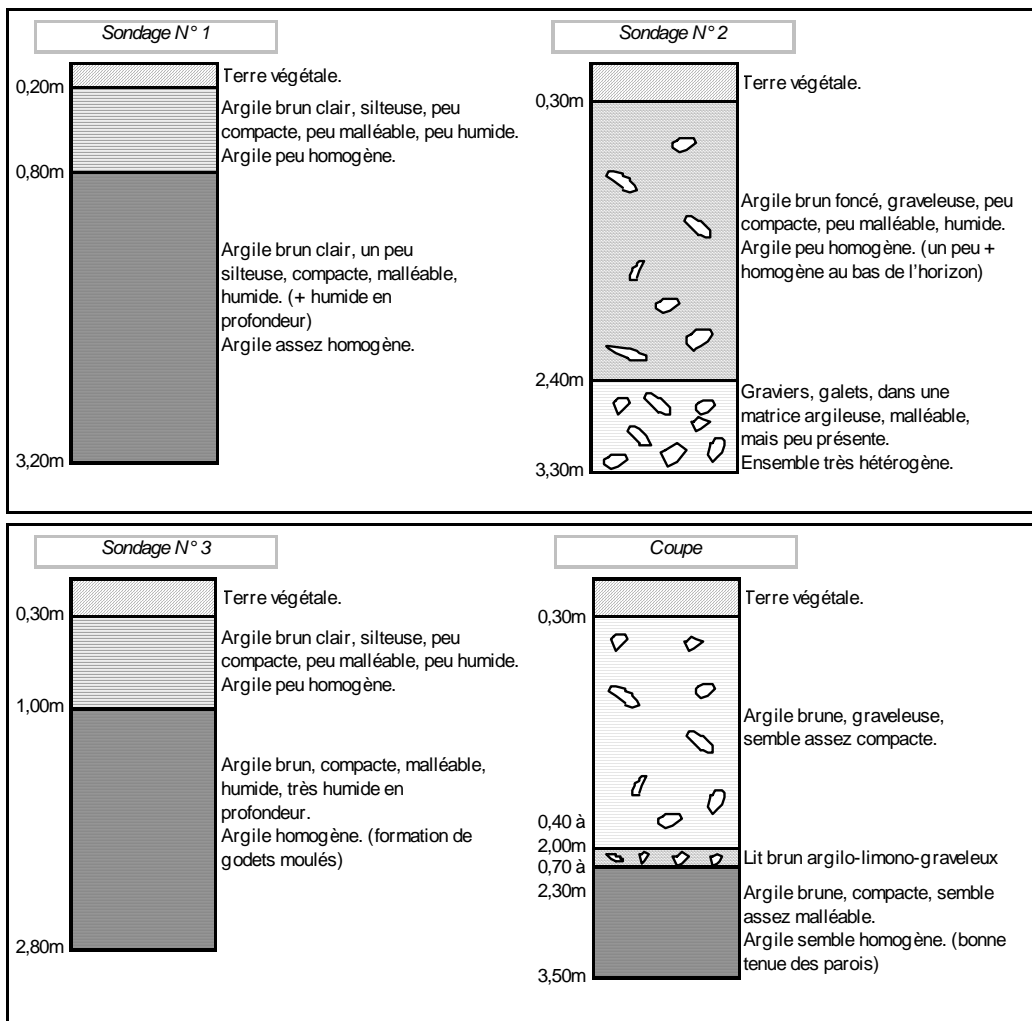 Sondage N° 1
0,20m
Terre végétale.
Argile brun clair, silteuse, peu
compacte, peu malléable, peu humide.
Argile peu homogène.
0,80m
Argile brun clair, un peu
silteuse, compacte, malléable,
humide. (+ humide en
profondeur)
Argile assez homogène.
3,20m
Sondage N° 2
Terre végétale.
0,30m
Argile brun foncé, graveleuse, peu
compacte, peu malléable, humide.
Argile peu homogène. (un peu +
homogène au bas de l'horizon)
2,40m
Graviers, galets, dans une
matrice argileuse, malléable,
mais peu présente.
Ensemble très hétérogène.
3,30m
Sondage N° 3
Terre végétale.
0,30m
Argile brun clair, silteuse, peu
compacte, peu malléable, peu humide.
Argile peu homogène.
1,00m
Argile brun, compacte, malléable,
humide, très humide en
profondeur.
Argile homogène. (formation de
godets moulés)
2,80m
Coupe
Terre végétale.
0,30m
Argile brune, graveleuse,
semble assez compacte.
0,40 à
2,00m
Lit brun argilo-limono-graveleux
0,70 à
2,30m
Argile brune, compacte, semble
assez malléable.
Argile semble homogène. (bonne
tenue des parois)
3,50m